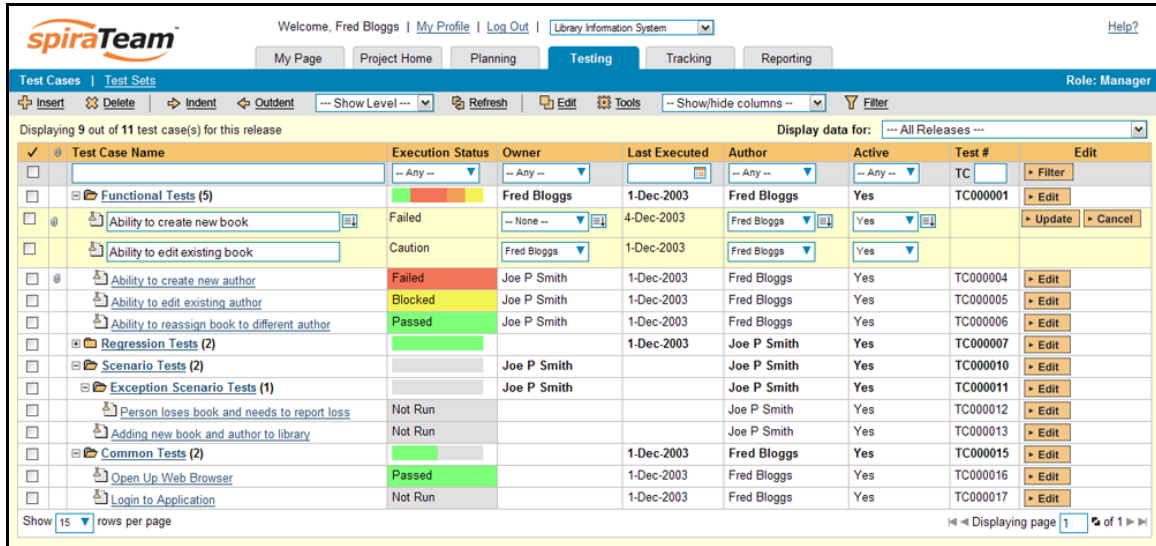 spiraTeam
Welcome, Fred Bloggs | My Profile | Log Out | Library Information System
Help?
My Page Project Home Planning Testing Tracking Reporting
Test Cases | Test Sets Role: Manager
Insert Delete Indent Outdent --- Show Level --- Refresh Edit Tools -- Show/hide columns -- Filter
Displaying 9 out of 11 test case(s) for this release Display data for: --- All Releases ---
Test Case Name Execution Status Owner Last Executed Author Active Test # Edit
-- Any -- -- Any -- -- Any -- -- Any -- TC Filter
Functional Tests (5) Fred Bloggs 1-Dec-2003 Fred Bloggs Yes TC000001 Edit
Ability to create new book Failed -- None -- 4-Dec-2003 Fred Bloggs Yes Update Cancel
Ability to edit existing book Caution Fred Bloggs 1-Dec-2003 Fred Bloggs Yes
Ability to create new author Failed Joe P Smith 1-Dec-2003 Fred Bloggs Yes TC000004 Edit
Ability to edit existing author Blocked Joe P Smith 1-Dec-2003 Fred Bloggs Yes TC000005 Edit
Ability to reassign book to different author Passed Joe P Smith 1-Dec-2003 Fred Bloggs Yes TC000006 Edit
Regression Tests (2) 1-Dec-2003 Joe P Smith Yes TC000007 Edit
Scenario Tests (2) Joe P Smith Joe P Smith Yes TC000010 Edit
Exception Scenario Tests (1) Joe P Smith Joe P Smith Yes TC000011 Edit
Person loses book and needs to report loss Not Run Joe P Smith Yes TC000012 Edit
Adding new book and author to library Not Run Joe P Smith Yes TC000013 Edit
Common Tests (2) 1-Dec-2003 Fred Bloggs Yes TC000015 Edit
Open Up Web Browser Passed 1-Dec-2003 Fred Bloggs Yes TC000016 Edit
Login to Application Not Run 1-Dec-2003 Fred Bloggs Yes TC000017 Edit
Show 15 rows per page Displaying page 1 of 1